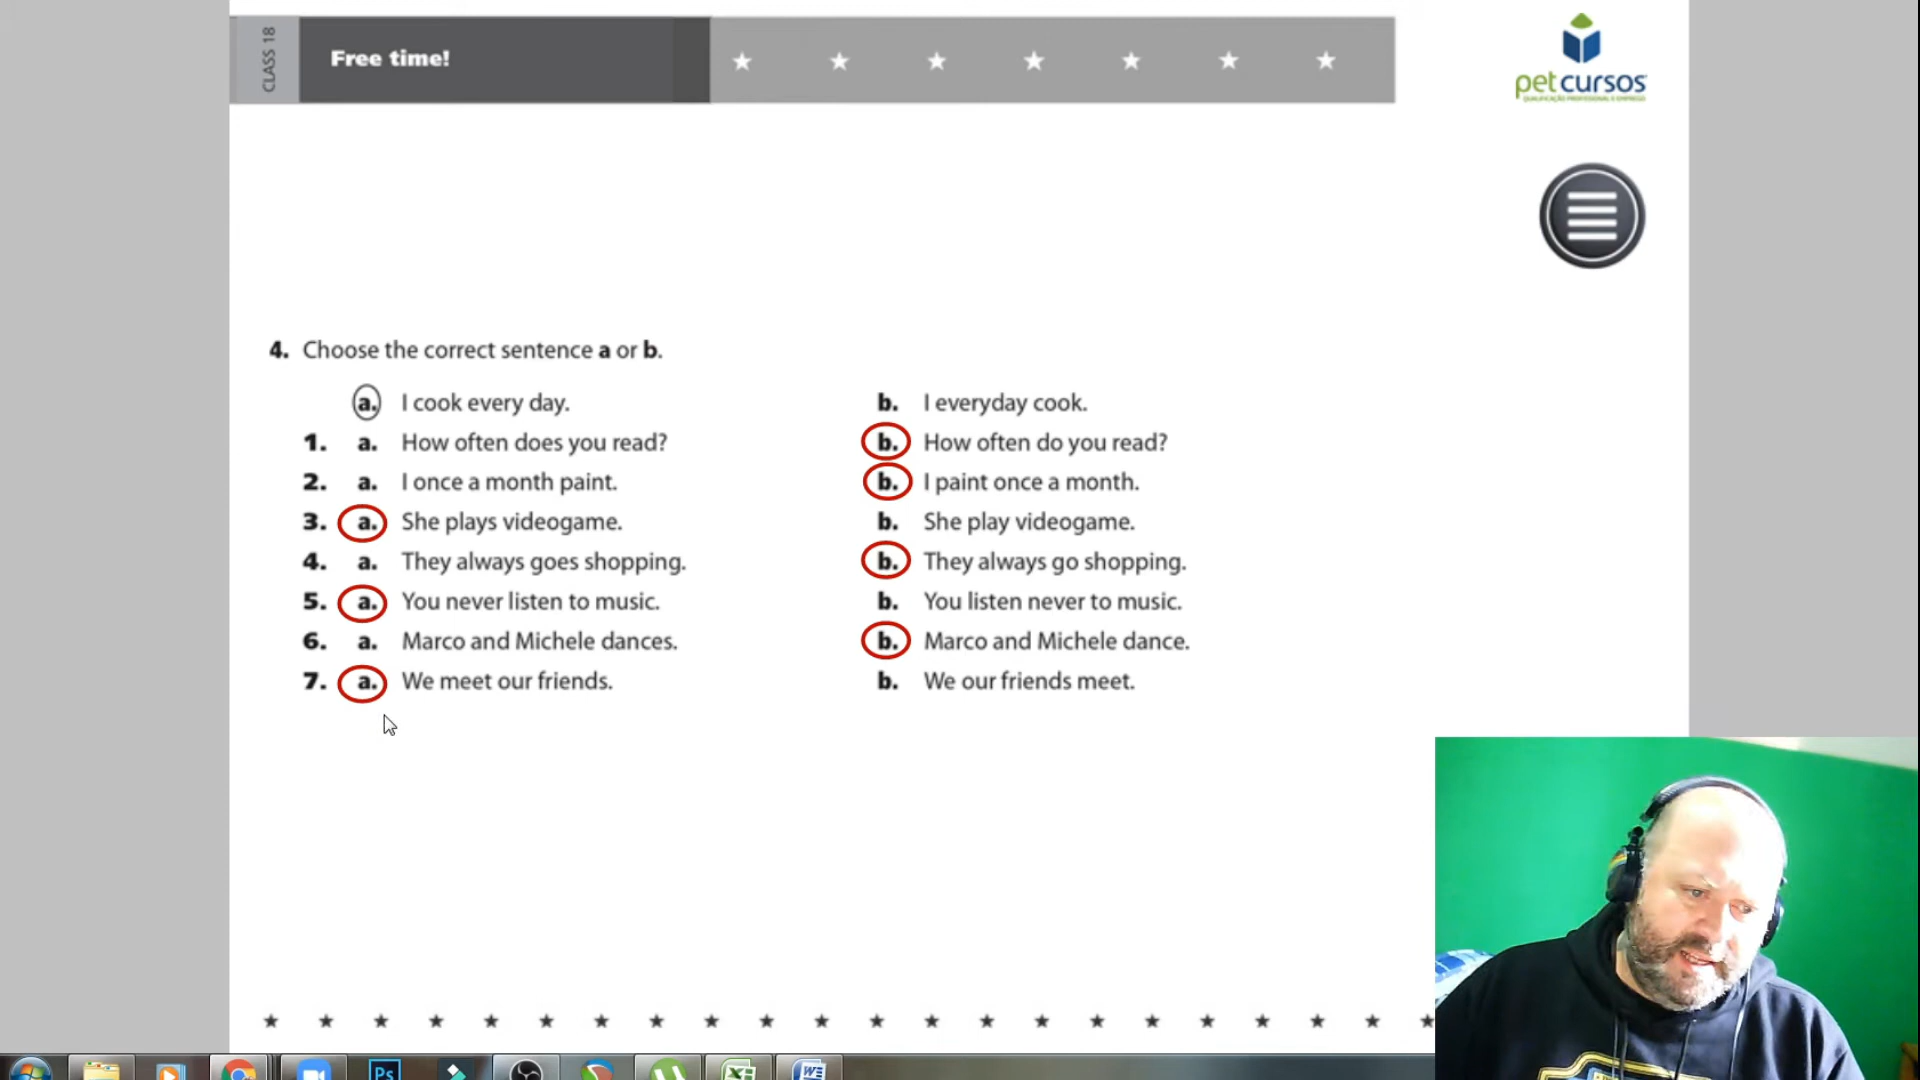 CLASS 18
Free time!
pet cursos
QUALIFICAÇÃO PROFISSIONAL E EMPREGO
4. Choose the correct sentence a or b.
a. I cook every day. b. I everyday cook.
1. a. How often does you read? b. How often do you read?
2. a. I once a month paint. b. I paint once a month.
3. a. She plays videogame. b. She play videogame.
4. a. They always goes shopping. b. They always go shopping.
5. a. You never listen to music. b. You listen never to music.
6. a. Marco and Michele dances. b. Marco and Michele dance.
7. a. We meet our friends. b. We our friends meet.
Ps